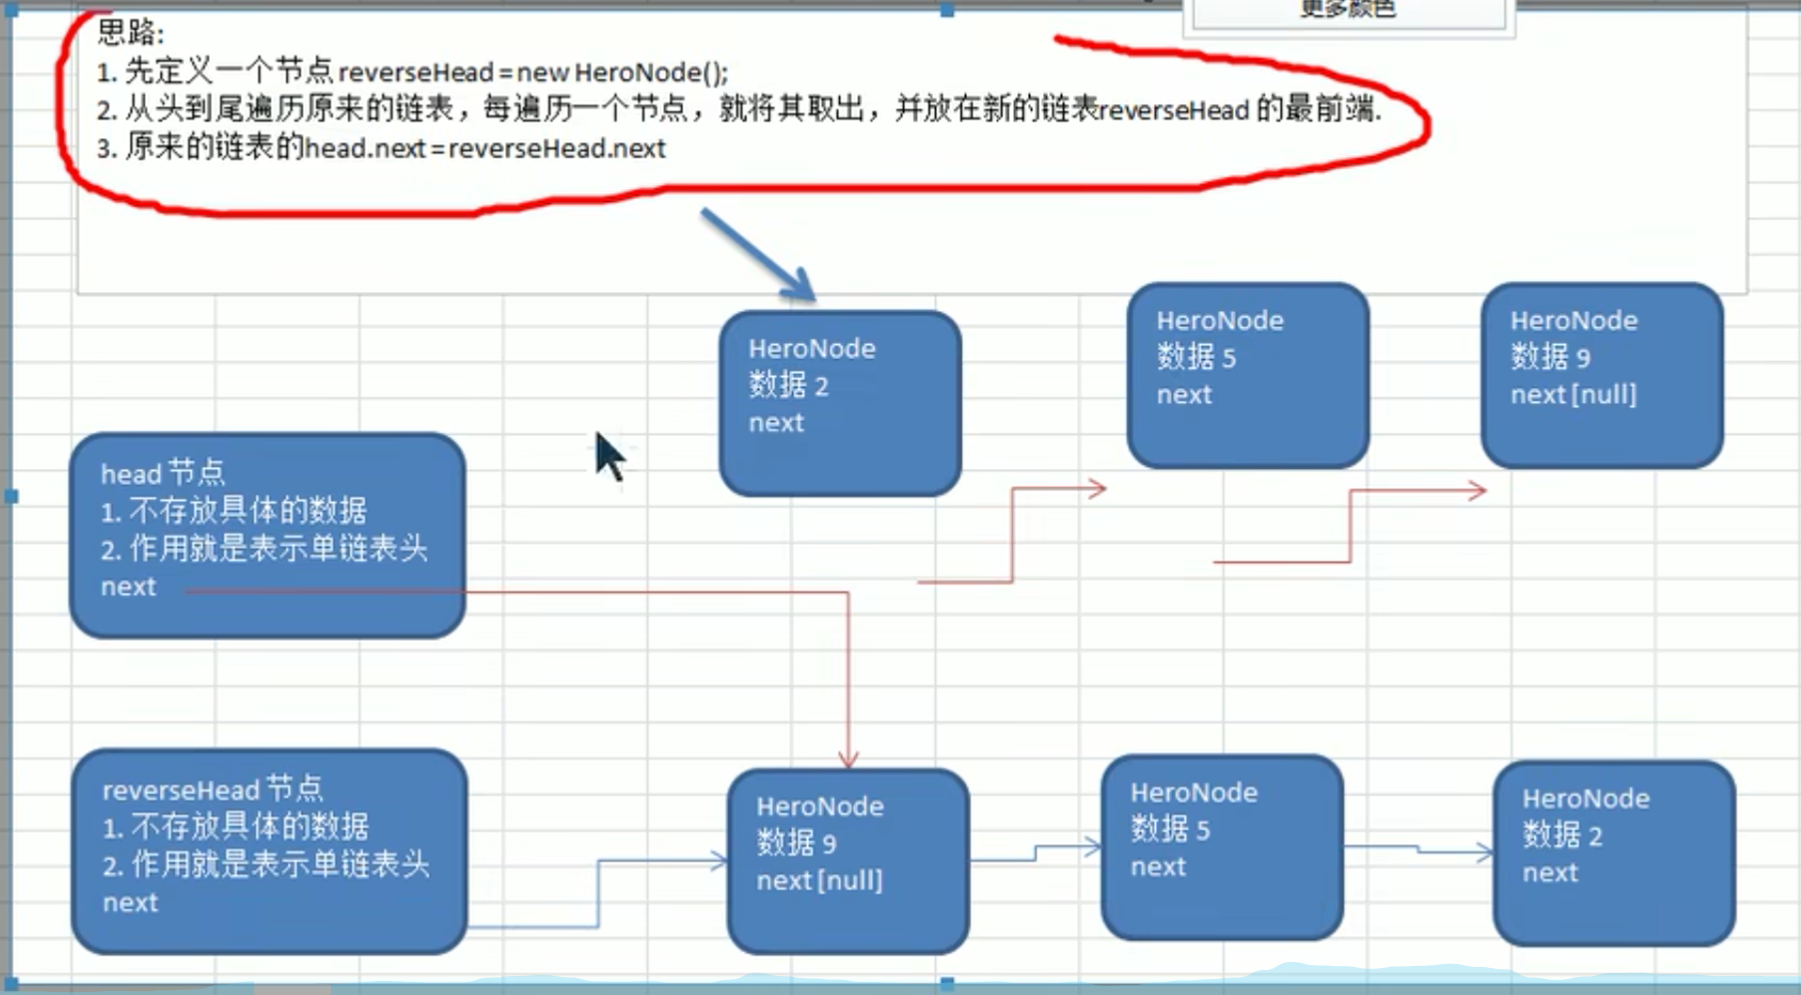 更多颜色
思路:
1. 先定义一个节点 reverseHead = new HeroNode();
2. 从头到尾遍历原来的链表，每遍历一个节点，就将其取出，并放在新的链表reverseHead 的最前端.
3. 原来的链表的head.next = reverseHead.next
HeroNode
数据 2
next
HeroNode
数据 5
next
HeroNode
数据 9
next [null]
head 节点
1. 不存放具体的数据
2. 作用就是表示单链表头
next
reverseHead 节点
1. 不存放具体的数据
2. 作用就是表示单链表头
next
HeroNode
数据 9
next [null]
HeroNode
数据 5
next
HeroNode
数据 2
next